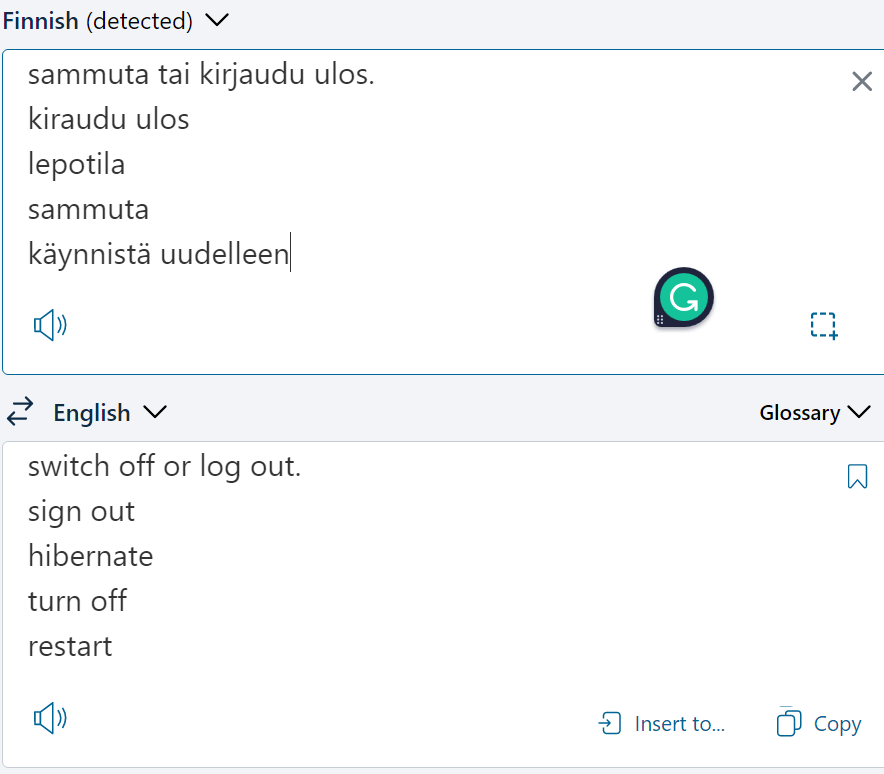 Finnish (detected)
sammuta tai kirjaudu ulos.
kiraudu ulos
lepotila
sammuta
käynnistä uudelleen
English
Glossary
switch off or log out.
sign out
hibernate
turn off
restart
Insert to...
Copy